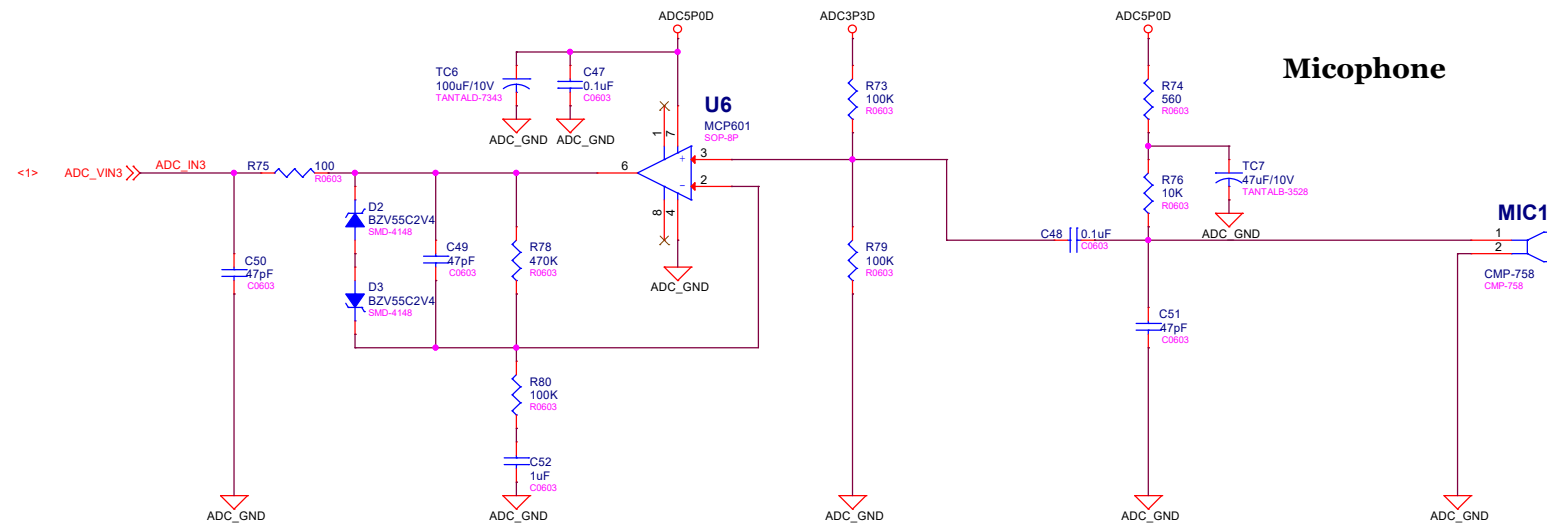 ADC5P0D
ADC3P3D
ADC5P0D
Micophone
TC6
100uF/10V
TANTALD-7343
C47
0.1uF
C0603
ADC_GND
ADC_GND
U6
MCP601
SOP-8P
1
7
3
2
6
8
4
+
−
ADC_GND
R73
100K
R0603
R74
560
R0603
TC7
47uF/10V
TANTALB-3528
ADC_GND
R76
10K
R0603
<1>
ADC_VIN3
ADC_IN3
R75
100
R0603
D2
BZV55C2V4
SMD-4148
C49
47pF
C0603
R78
470K
R0603
C50
47pF
C0603
D3
BZV55C2V4
SMD-4148
R79
100K
R0603
C48
0.1uF
C0603
MIC1
1
2
CMP-758
CMP-758
C51
47pF
C0603
R80
100K
R0603
C52
1uF
C0603
ADC_GND
ADC_GND
ADC_GND
ADC_GND
ADC_GND